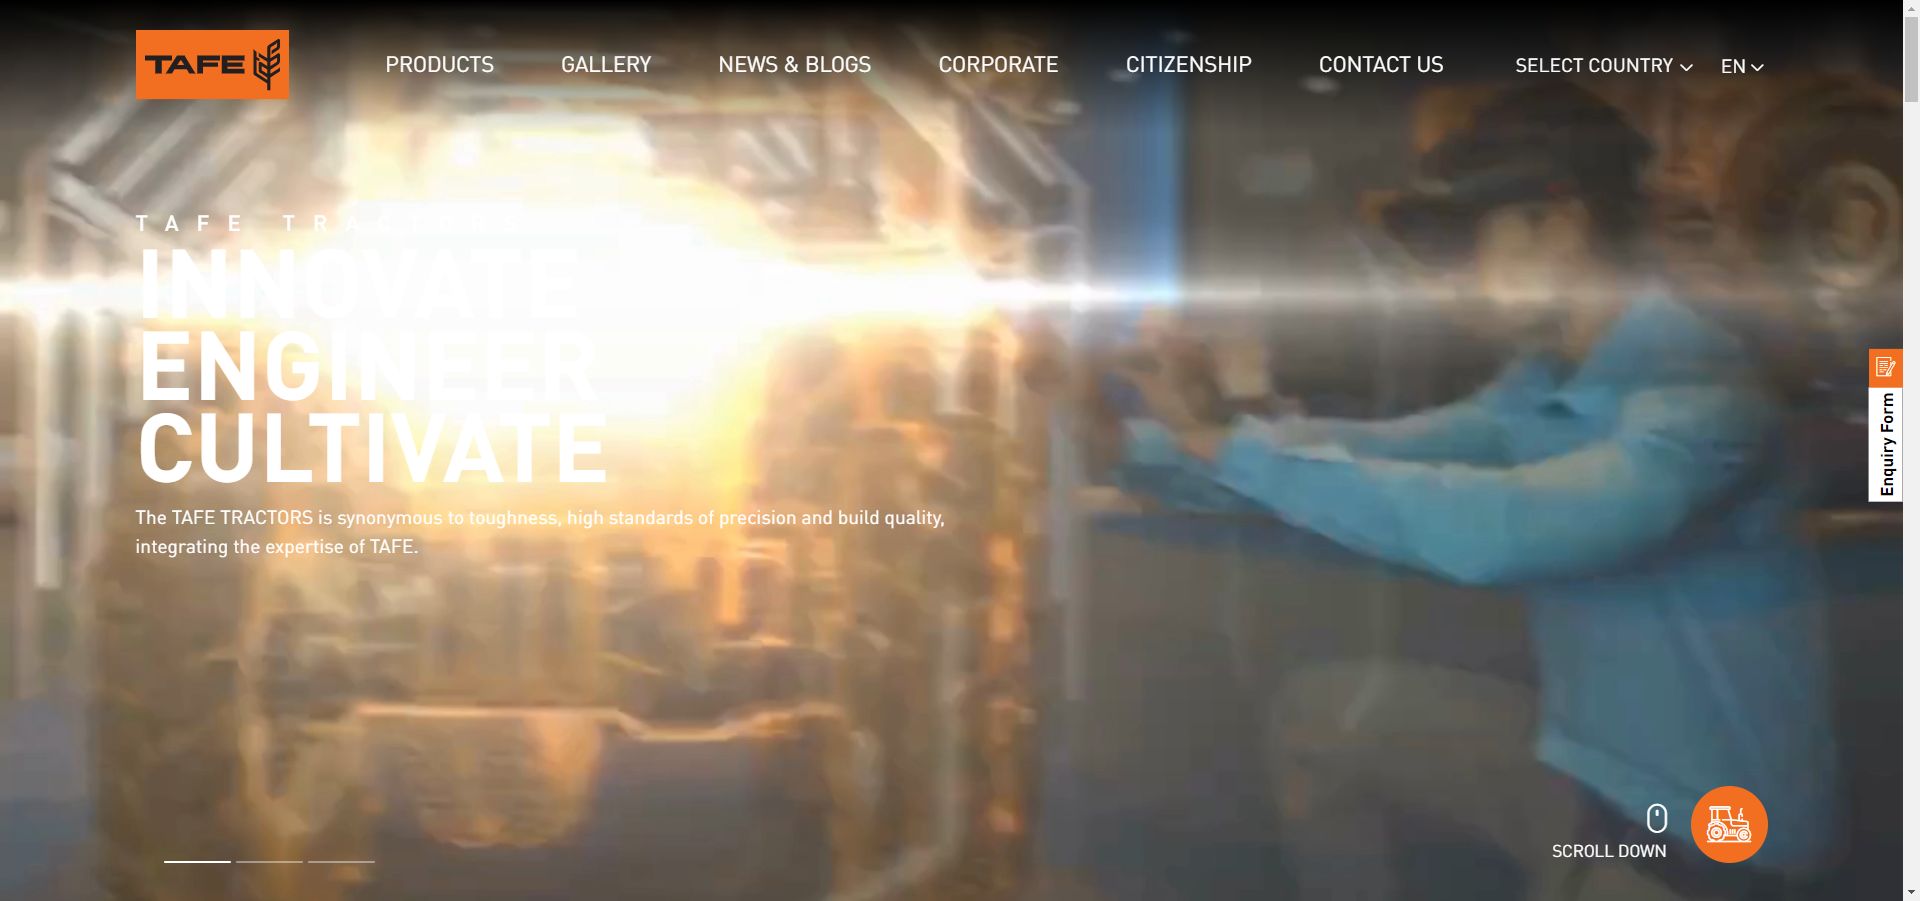 TAFE
PRODUCTS
GALLERY
NEWS & BLOGS
CORPORATE
CITIZENSHIP
CONTACT US
SELECT COUNTRY
EN
TAFE TRACTORS
INNOVATE
ENGINEER
CULTIVATE
The TAFE TRACTORS is synonymous to toughness, high standards of precision and build quality,
integrating the expertise of TAFE.
Enquiry Form
SCROLL DOWN